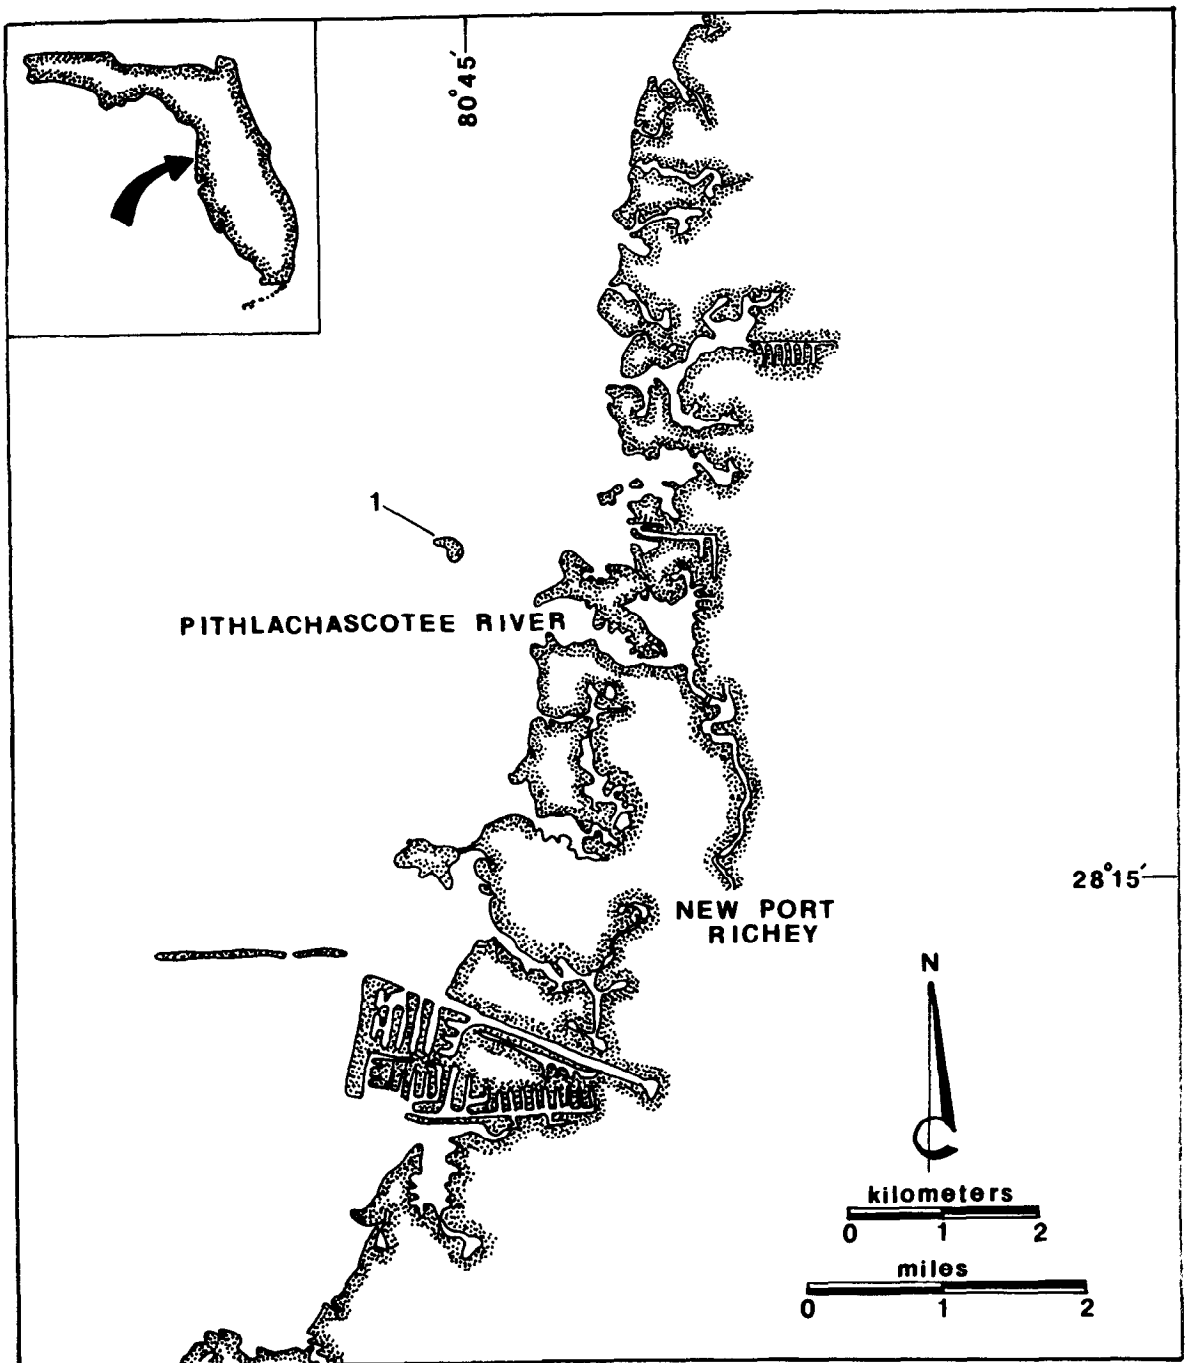 80°45′
1
PITHLACHASCOTEE RIVER
28°15′
NEW PORT
RICHEY
N
kilometers
0 1 2
miles
0 1 2